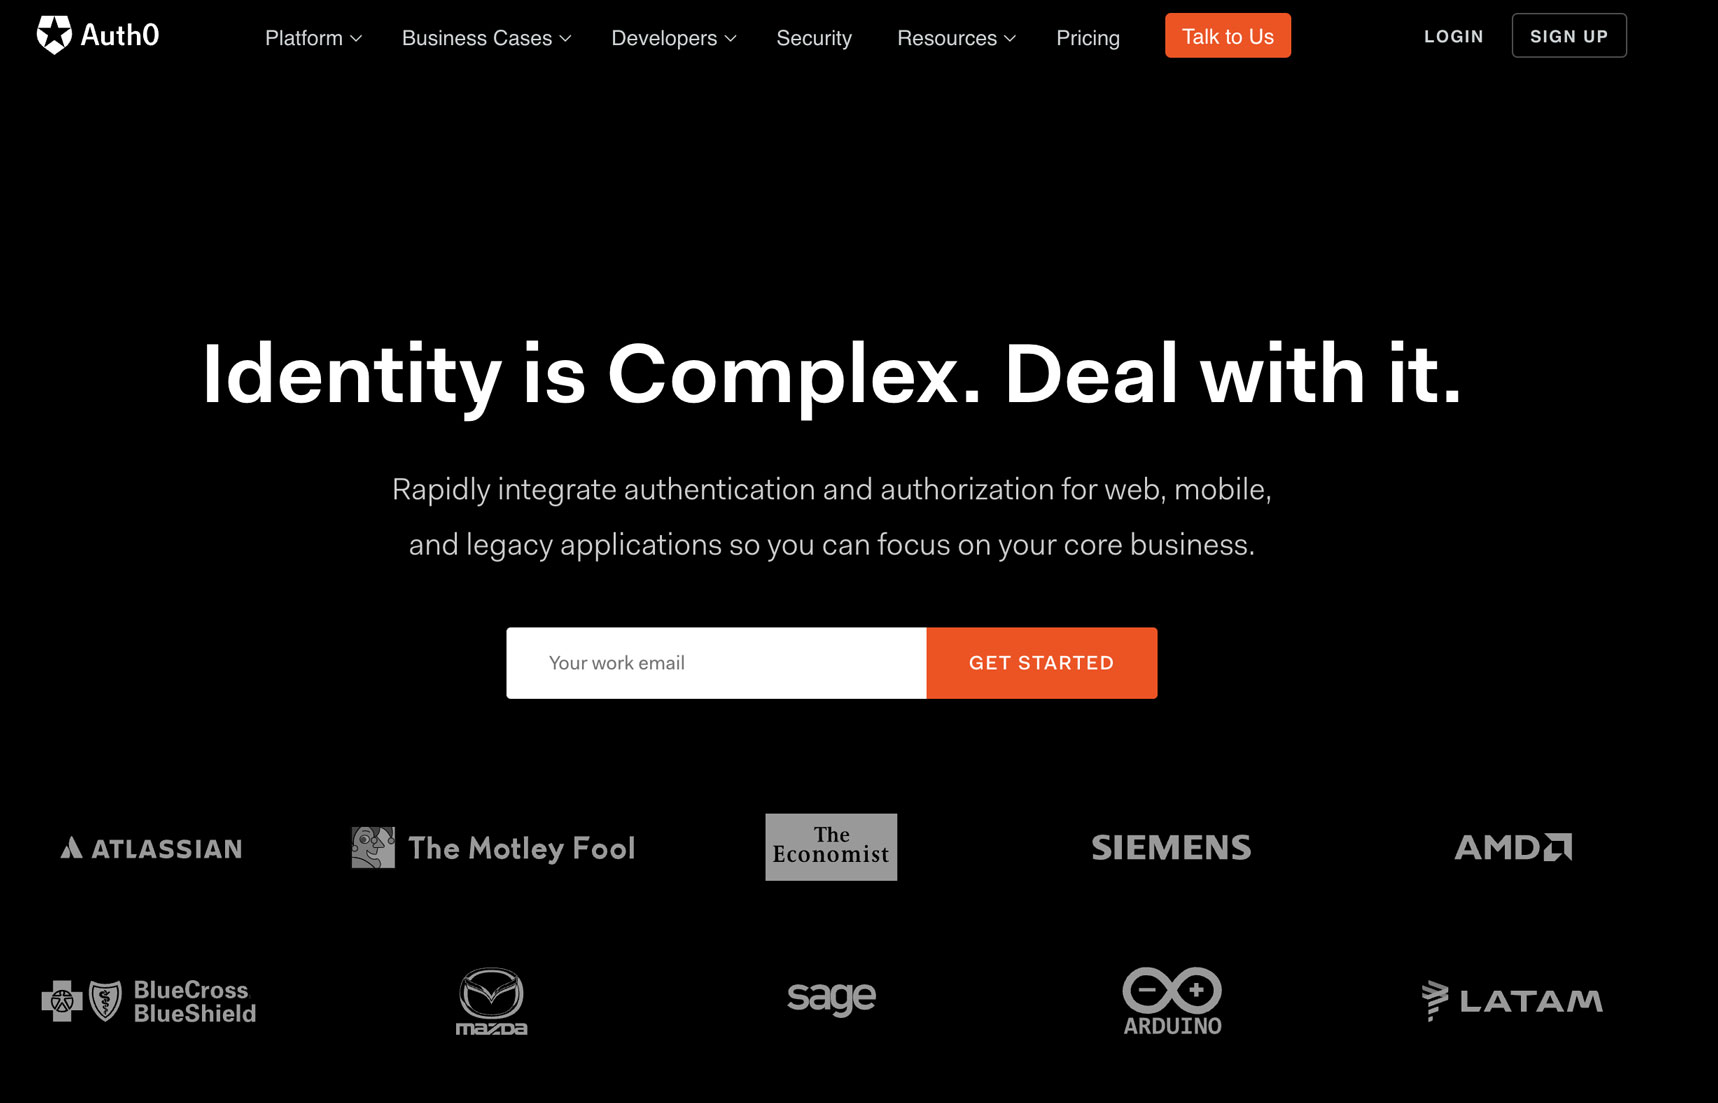 Auth0
Platform
Business Cases
Developers
Security
Resources
Pricing
Talk to Us
LOGIN
SIGN UP
Identity is Complex. Deal with it.
Rapidly integrate authentication and authorization for web, mobile,
and legacy applications so you can focus on your core business.
Your work email
GET STARTED
ATLASSIAN
The Motley Fool
The
Economist
SIEMENS
AMD
BlueCross
BlueShield
mazda
sage
ARDUINO
LATAM